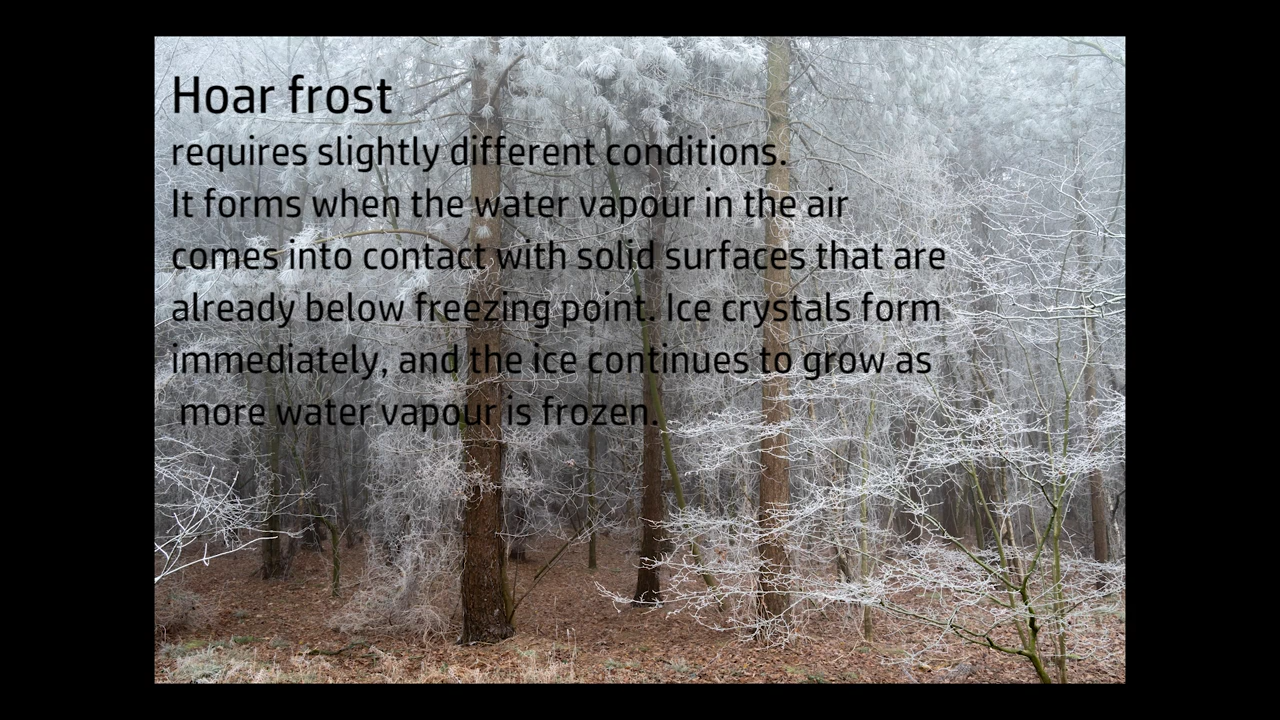 Hoar frost
requires slightly different conditions.
It forms when the water vapour in the air
comes into contact with solid surfaces that are
already below freezing point. Ice crystals form
immediately, and the ice continues to grow as
more water vapour is frozen.